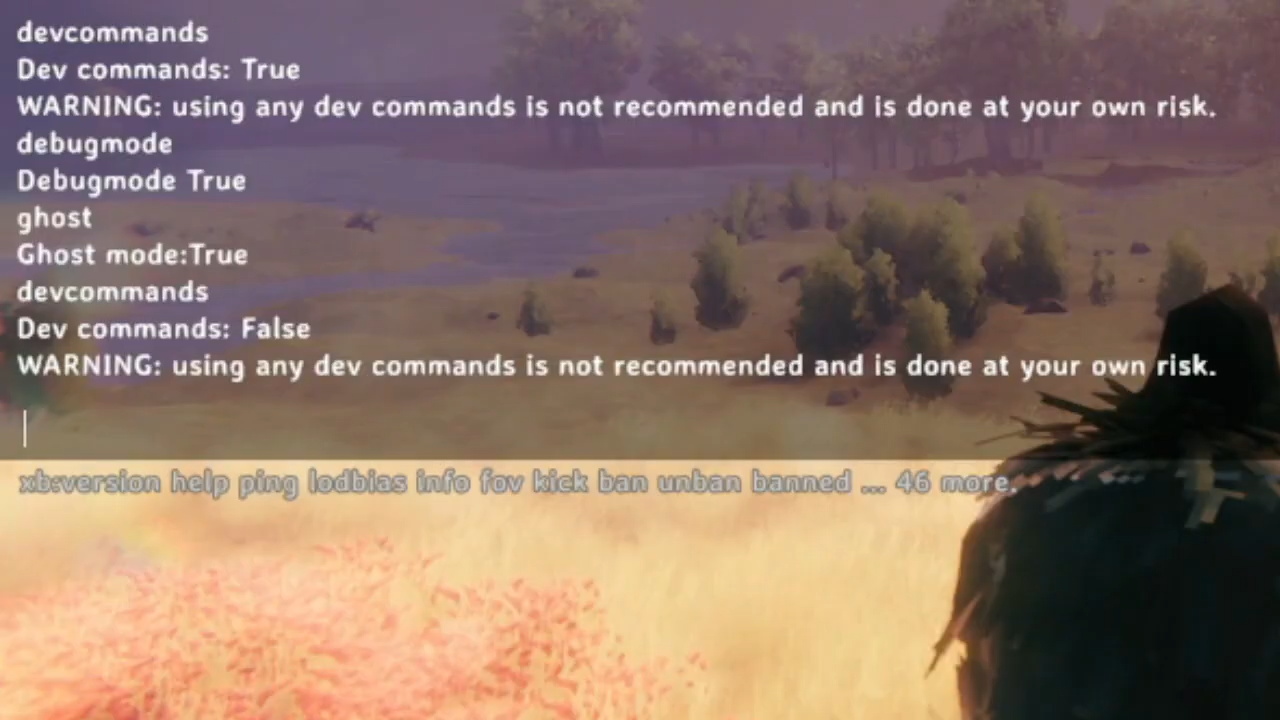 devcommands
Dev commands: True
WARNING: using any dev commands is not recommended and is done at your own risk.
debugmode
Debugmode True
ghost
Ghost mode:True
devcommands
Dev commands: False
WARNING: using any dev commands is not recommended and is done at your own risk.
xb:version help ping lodbias info fov kick ban unban banned ... 46 more.